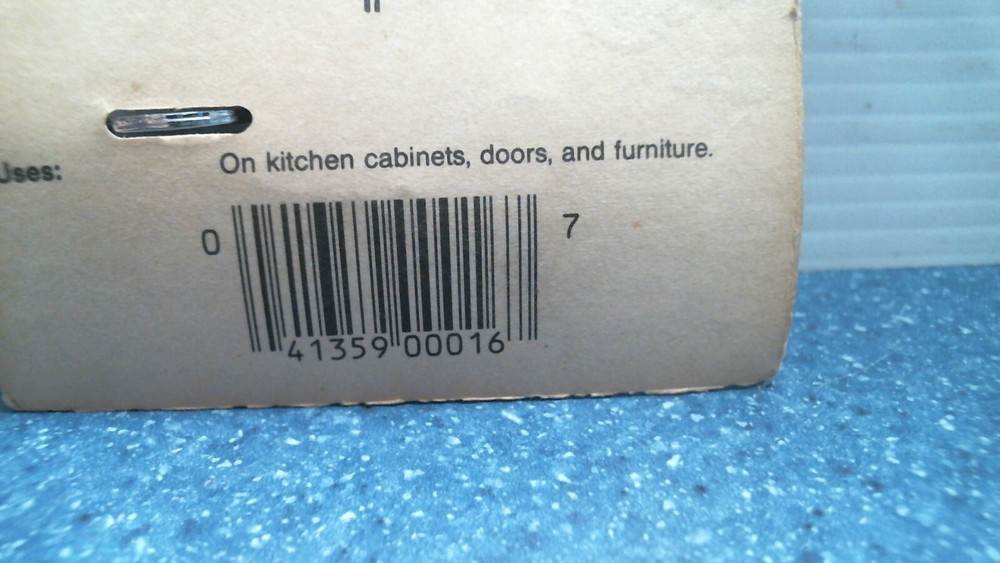 Uses: On kitchen cabinets, doors, and furniture.
0 41359 00016 7